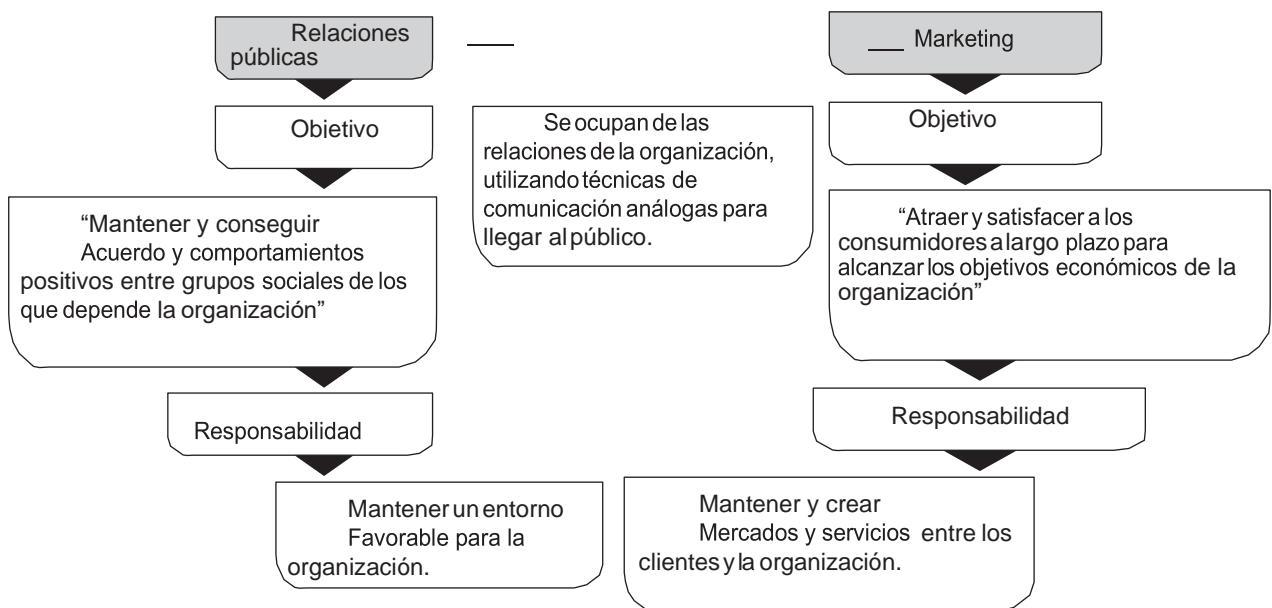 Relaciones
públicas
Marketing
Objetivo
Se ocupan de las
relaciones de la organización,
utilizando técnicas de
comunicación análogas para
llegar al público.
Objetivo
“Mantener y conseguir
Acuerdo y comportamientos
positivos entre grupos sociales de los
que depende la organización”
“Atraer y satisfacer a los
consumidores a largo plazo para
alcanzar los objetivos económicos de la
organización”
Responsabilidad
Responsabilidad
Mantener un entorno
Favorable para la
organización.
Mantener y crear
Mercados y servicios entre los
clientes y la organización.